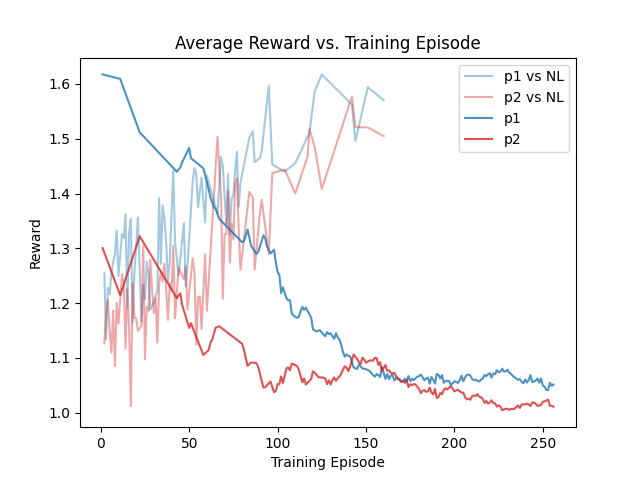 Average Reward vs. Training Episode
1.6
1.5
1.4
1.3
1.2
1.1
1.0
Reward
p1 vs NL
p2 vs NL
p1
p2
0 50 100 150 200 250
Training Episode